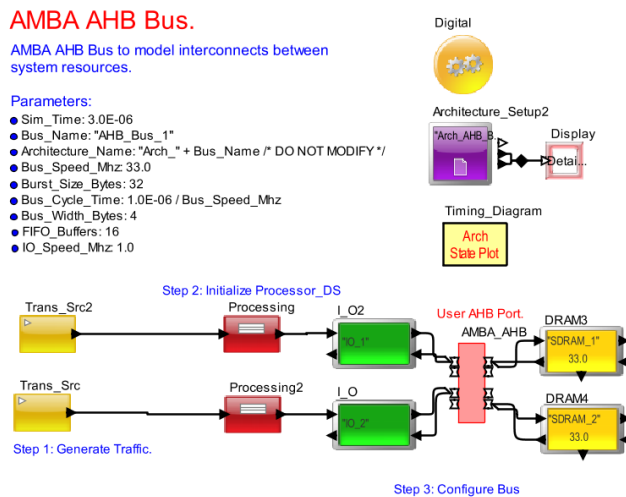 AMBA AHB Bus.
AMBA AHB Bus to model interconnects between
system resources.
Parameters:
Sim_Time: 3.0E-06
Bus_Name: "AHB_Bus_1"
Architecture_Name: "Arch_" + Bus_Name /* DO NOT MODIFY */
Bus_Speed_Mhz: 33.0
Burst_Size_Bytes: 32
Bus_Cycle_Time: 1.0E-06 / Bus_Speed_Mhz
Bus_Width_Bytes: 4
FIFO_Buffers: 16
IO_Speed_Mhz: 1.0
Digital
Architecture_Setup2
"Arch_AHB_B...
Display
Detai...
Timing_Diagram
Arch
State Plot
Step 2: Initialize Processor_DS
Trans_Src2
Processing
I_O2
"IO_1"
User AHB Port.
AMBA_AHB
DRAM3
"SDRAM_1"
33.0
Trans_Src
Processing2
I_O
"IO_2"
DRAM4
"SDRAM_2"
33.0
Step 1: Generate Traffic.
Step 3: Configure Bus